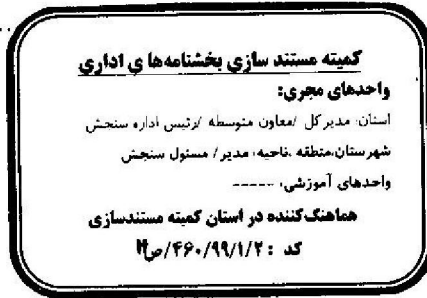 کمیته مستند سازی بخشنامه‌ها ی اداری
واحدهای مجری:
استان: مدیر کل /معاون متوسطه /رئیس اداره سنجش
شهرستان،منطقه ،ناحیه: مدیر/ مسئول سنجش
واحدهای آموزشی: -----
هماهنگ‌کننده در استان کمیته مستندسازی
کد : ۴۶۰/۹۹/۱/۲/ص